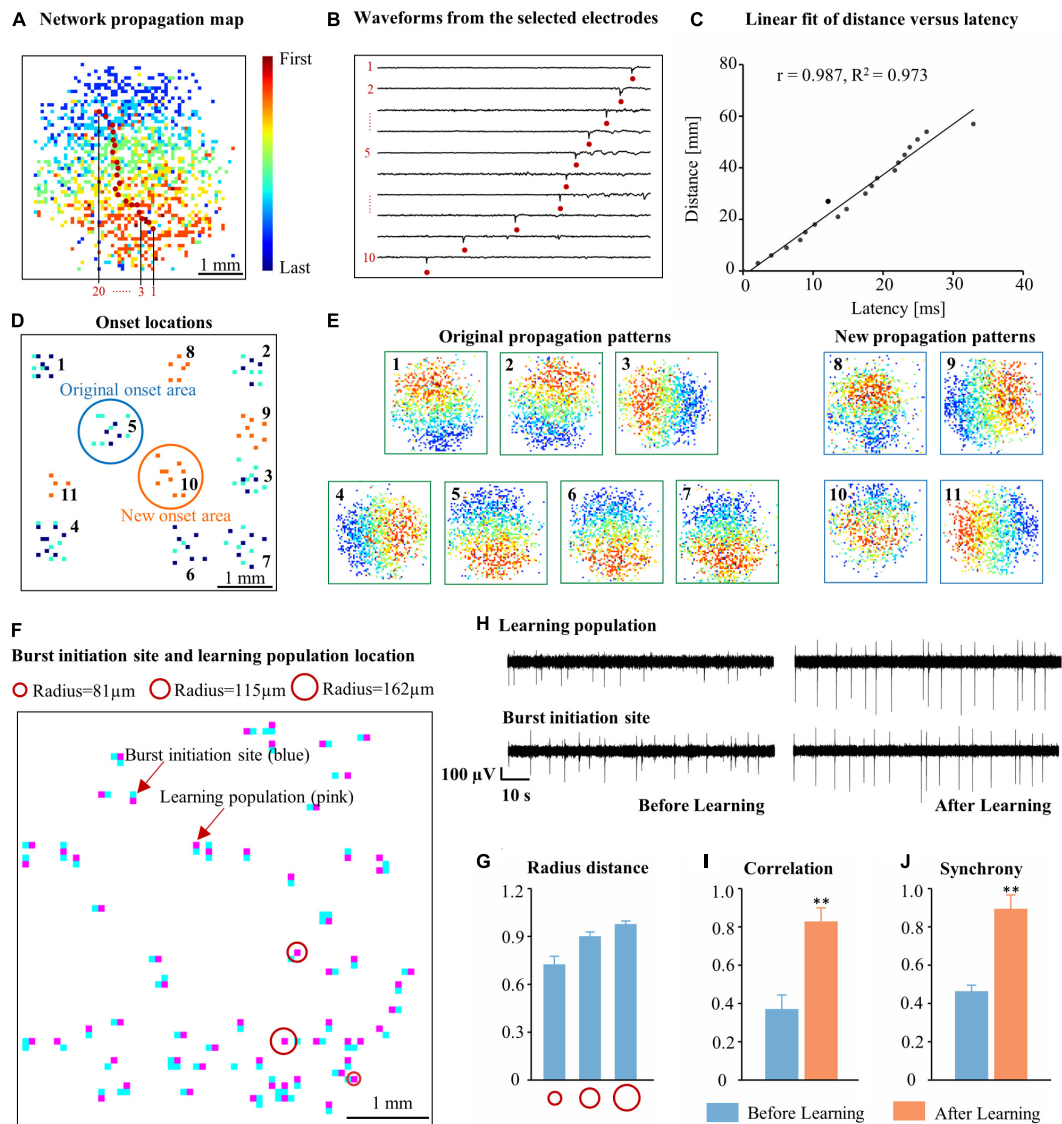 A Network propagation map
First
Last
1 mm
20 ...... 3 1
B Waveforms from the selected electrodes
1
2
5
10
C Linear fit of distance versus latency
r = 0.987, R² = 0.973
Distance [mm]
80
60
40
20
0
0 10 20 30 40
Latency [ms]
D Onset locations
1 8 2
Original onset area
5
9
10
3
11
New onset area
4
6
7
1 mm
E Original propagation patterns
1 2 3
4 5 6 7
New propagation patterns
8 9
10 11
F
Burst initiation site and learning population location
Radius=81µm Radius=115µm Radius=162µm
Burst initiation site (blue)
Learning population (pink)
1 mm
H Learning population
Burst initiation site
100 µV
10 s
Before Learning
After Learning
G Radius distance
1.2
0.9
0.6
0.3
0
I Correlation
1.0
0.8
0.6
0.4
0.2
0
**
J Synchrony
1.0
0.8
0.6
0.4
0.2
0
**
Before Learning After Learning